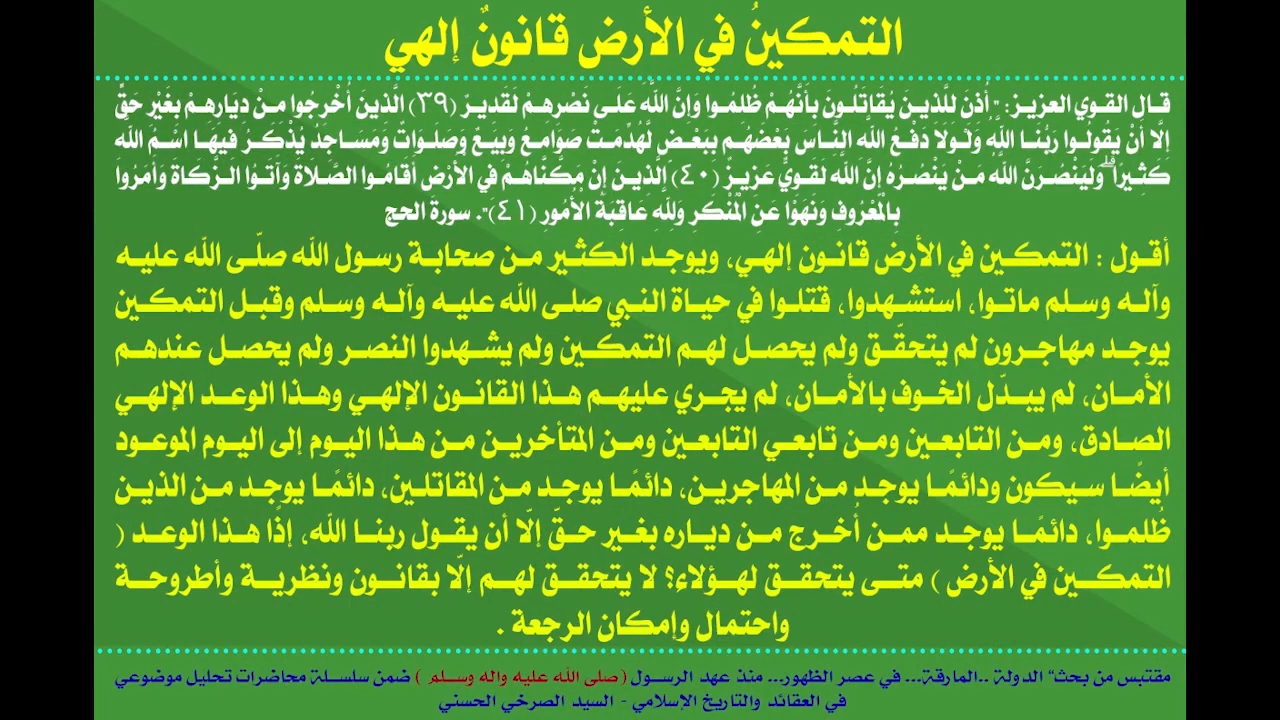 التمكينُ في الأرض قانونٌ إلهي
قال القوي العزيز: "أُذِنَ لِلَّذِينَ يُقَاتَلُونَ بِأَنَّهُمْ ظُلِمُوا وَإِنَّ اللَّهَ عَلَى نَصْرِهِمْ لَقَدِيرٌ (٣٩) الَّذِينَ أُخْرِجُوا مِنْ دِيَارِهِمْ بِغَيْرِ حَقٍّ
إِلَّا أَنْ يَقُولُوا رَبُّنَا اللَّهُ وَلَوْلَا دَفْعُ اللَّهِ النَّاسَ بَعْضَهُم بِبَعْضٍ لَّهُدِّمَتْ صَوَامِعُ وَبِيَعٌ وَصَلَوَاتٌ وَمَسَاجِدُ يُذْكَرُ فِيهَا اسْمُ اللَّهِ
كَثِيرًا ۗ وَلَيَنْصُرَنَّ اللَّهُ مَنْ يَنْصُرُهُ إِنَّ اللَّهَ لَقَوِيٌّ عَزِيزٌ (٤٠) الَّذِينَ إِنْ مَكَّنَّاهُمْ فِي الْأَرْضِ أَقَامُوا الصَّلَاةَ وَآتَوُا الزَّكَاةَ وَأَمَرُوا
بِالْمَعْرُوفِ وَنَهَوْا عَنِ الْمُنْكَرِ وَلِلَّهِ عَاقِبَةُ الْأُمُورِ (٤١)". سورة الحج
أقول : التمكين في الأرض قانون إلهي، ويوجد الكثير من صحابة رسول الله صلّى الله عليه
وآله وسلم ماتوا، استشهدوا، قتلوا في حياة النبي صلى الله عليه وآله وسلم وقبل التمكين
يوجد مهاجرون لم يتحقّق ولم يحصل لهم التمكين ولم يشهدوا النصر ولم يحصل عندهم
الأمان، لم يبدّل الخوف بالأمان، لم يجري عليهم هذا القانون الإلهي وهذا الوعد الإلهي
الصادق، ومن التابعين ومن تابعي التابعين ومن المتأخرين من هذا اليوم إلى اليوم الموعود
أيضًا سيكون ودائمًا يوجد من المهاجرين، دائمًا يوجد من المقاتلين، دائمًا يوجد من الذين
ظُلموا، دائمًا يوجد ممن أُخرج من دياره بغير حقّ إلّا أن يقول ربنا الله، إذًا هذا الوعد (
التمكين في الأرض ) متى يتحقق لهؤلاء؟ لا يتحقق لهم إلّا بقانون ونظرية وأطروحة
واحتمال وإمكان الرجعة .
مقتبس من بحث" الدولة ..المارقة... في عصر الظهور... منذ عهد الرسول (صلى الله عليه واله وسلم ) ضمن سلسلة محاضرات تحليل موضوعي
في العقائد والتاريخ الإسلامي - السيد الصرخي الحسني